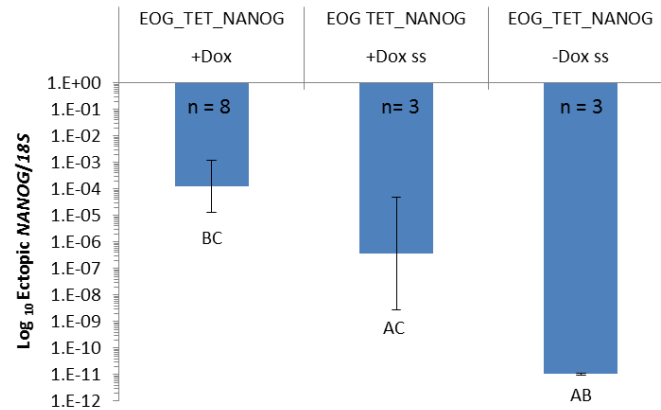 EOG_TET_NANOG EOG TET_NANOG EOG_TET_NANOG
+Dox +Dox ss -Dox ss
1.E+00
1.E-01
1.E-02
1.E-03
1.E-04
1.E-05
1.E-06
1.E-07
1.E-08
1.E-09
1.E-10
1.E-11
1.E-12
Log 10 Ectopic NANOG/18S
n = 8 n= 3 n = 3
BC
AC
AB